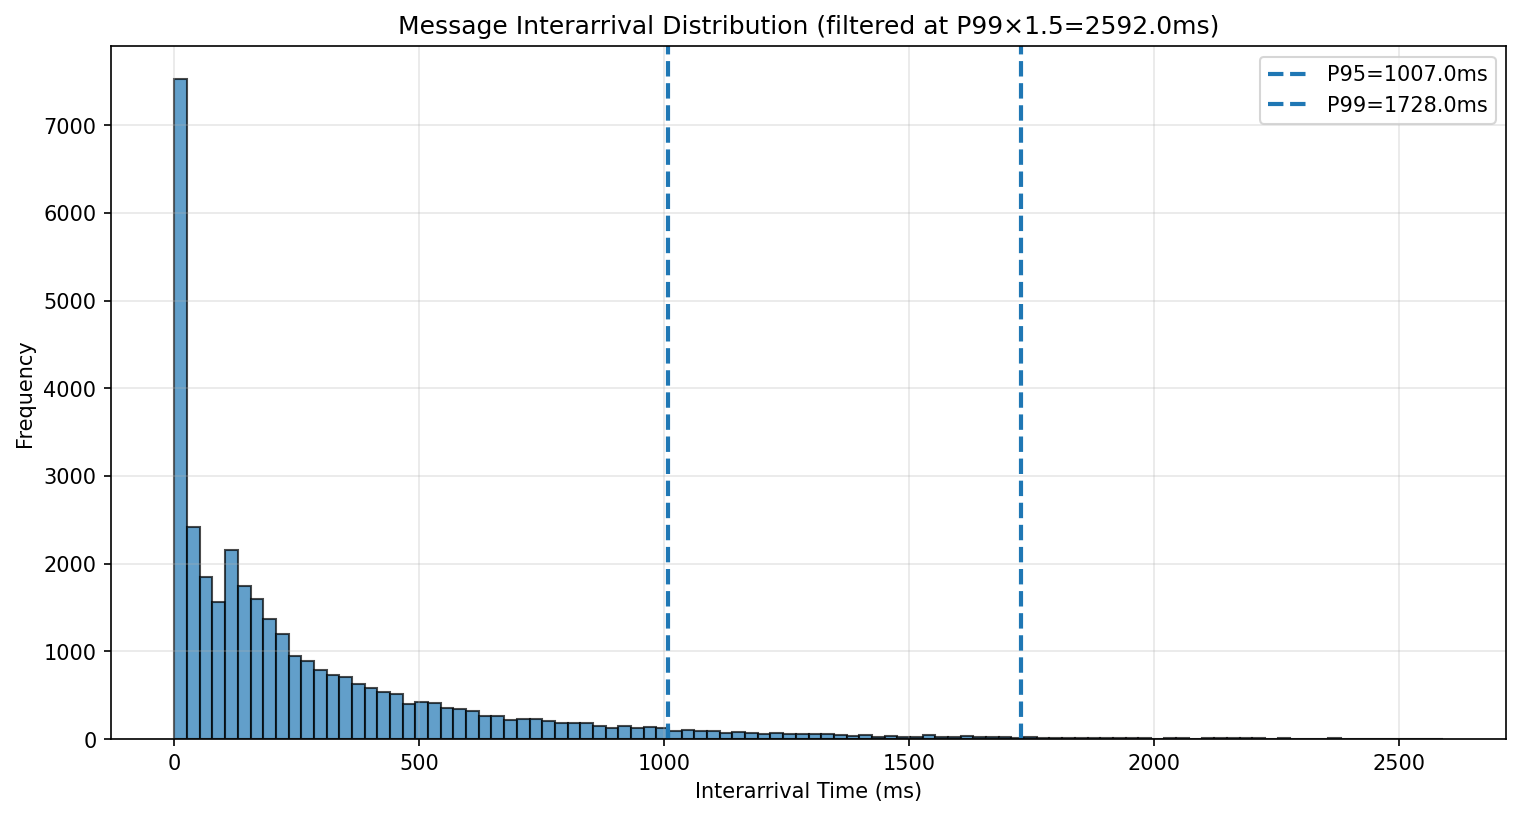 Message Interarrival Distribution (filtered at P99×1.5=2592.0ms)
P95=1007.0ms
P99=1728.0ms
Frequency
7000
6000
5000
4000
3000
2000
1000
0
0 500 1000 1500 2000 2500
Interarrival Time (ms)